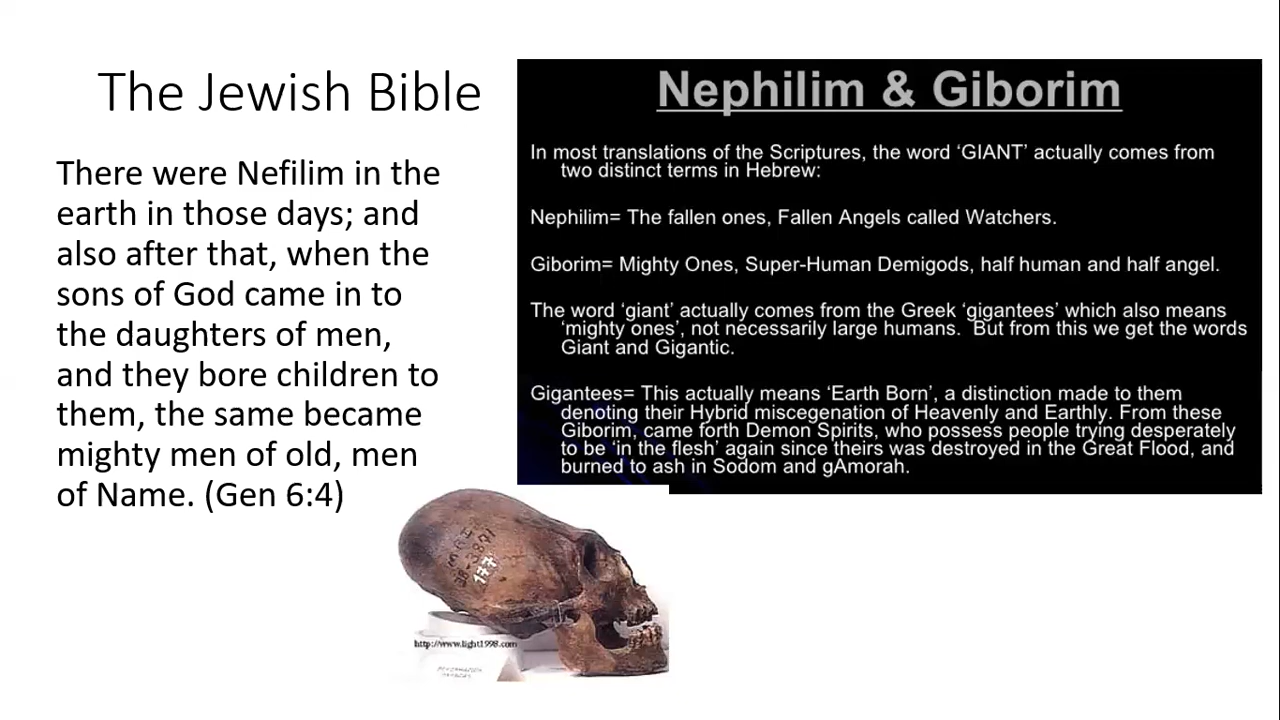 The Jewish Bible
There were Nefilim in the
earth in those days; and
also after that, when the
sons of God came in to
the daughters of men,
and they bore children to
them, the same became
mighty men of old, men
of Name. (Gen 6:4)
Nephilim & Giborim
In most translations of the Scriptures, the word ‘GIANT’ actually comes from
two distinct terms in Hebrew:
Nephilim= The fallen ones, Fallen Angels called Watchers.
Giborim= Mighty Ones, Super-Human Demigods, half human and half angel.
The word ‘giant’ actually comes from the Greek ‘gigantees’ which also means
‘mighty ones’, not necessarily large humans. But from this we get the words
Giant and Gigantic.
Gigantees= This actually means ‘Earth Born’, a distinction made to them
denoting their Hybrid miscegenation of Heavenly and Earthly. From these
Giborim, came forth Demon Spirits, who possess people trying desperately
to be ‘in the flesh’ again since theirs was destroyed in the Great Flood, and
burned to ash in Sodom and gAmorah.
177
http://www.light1998.com